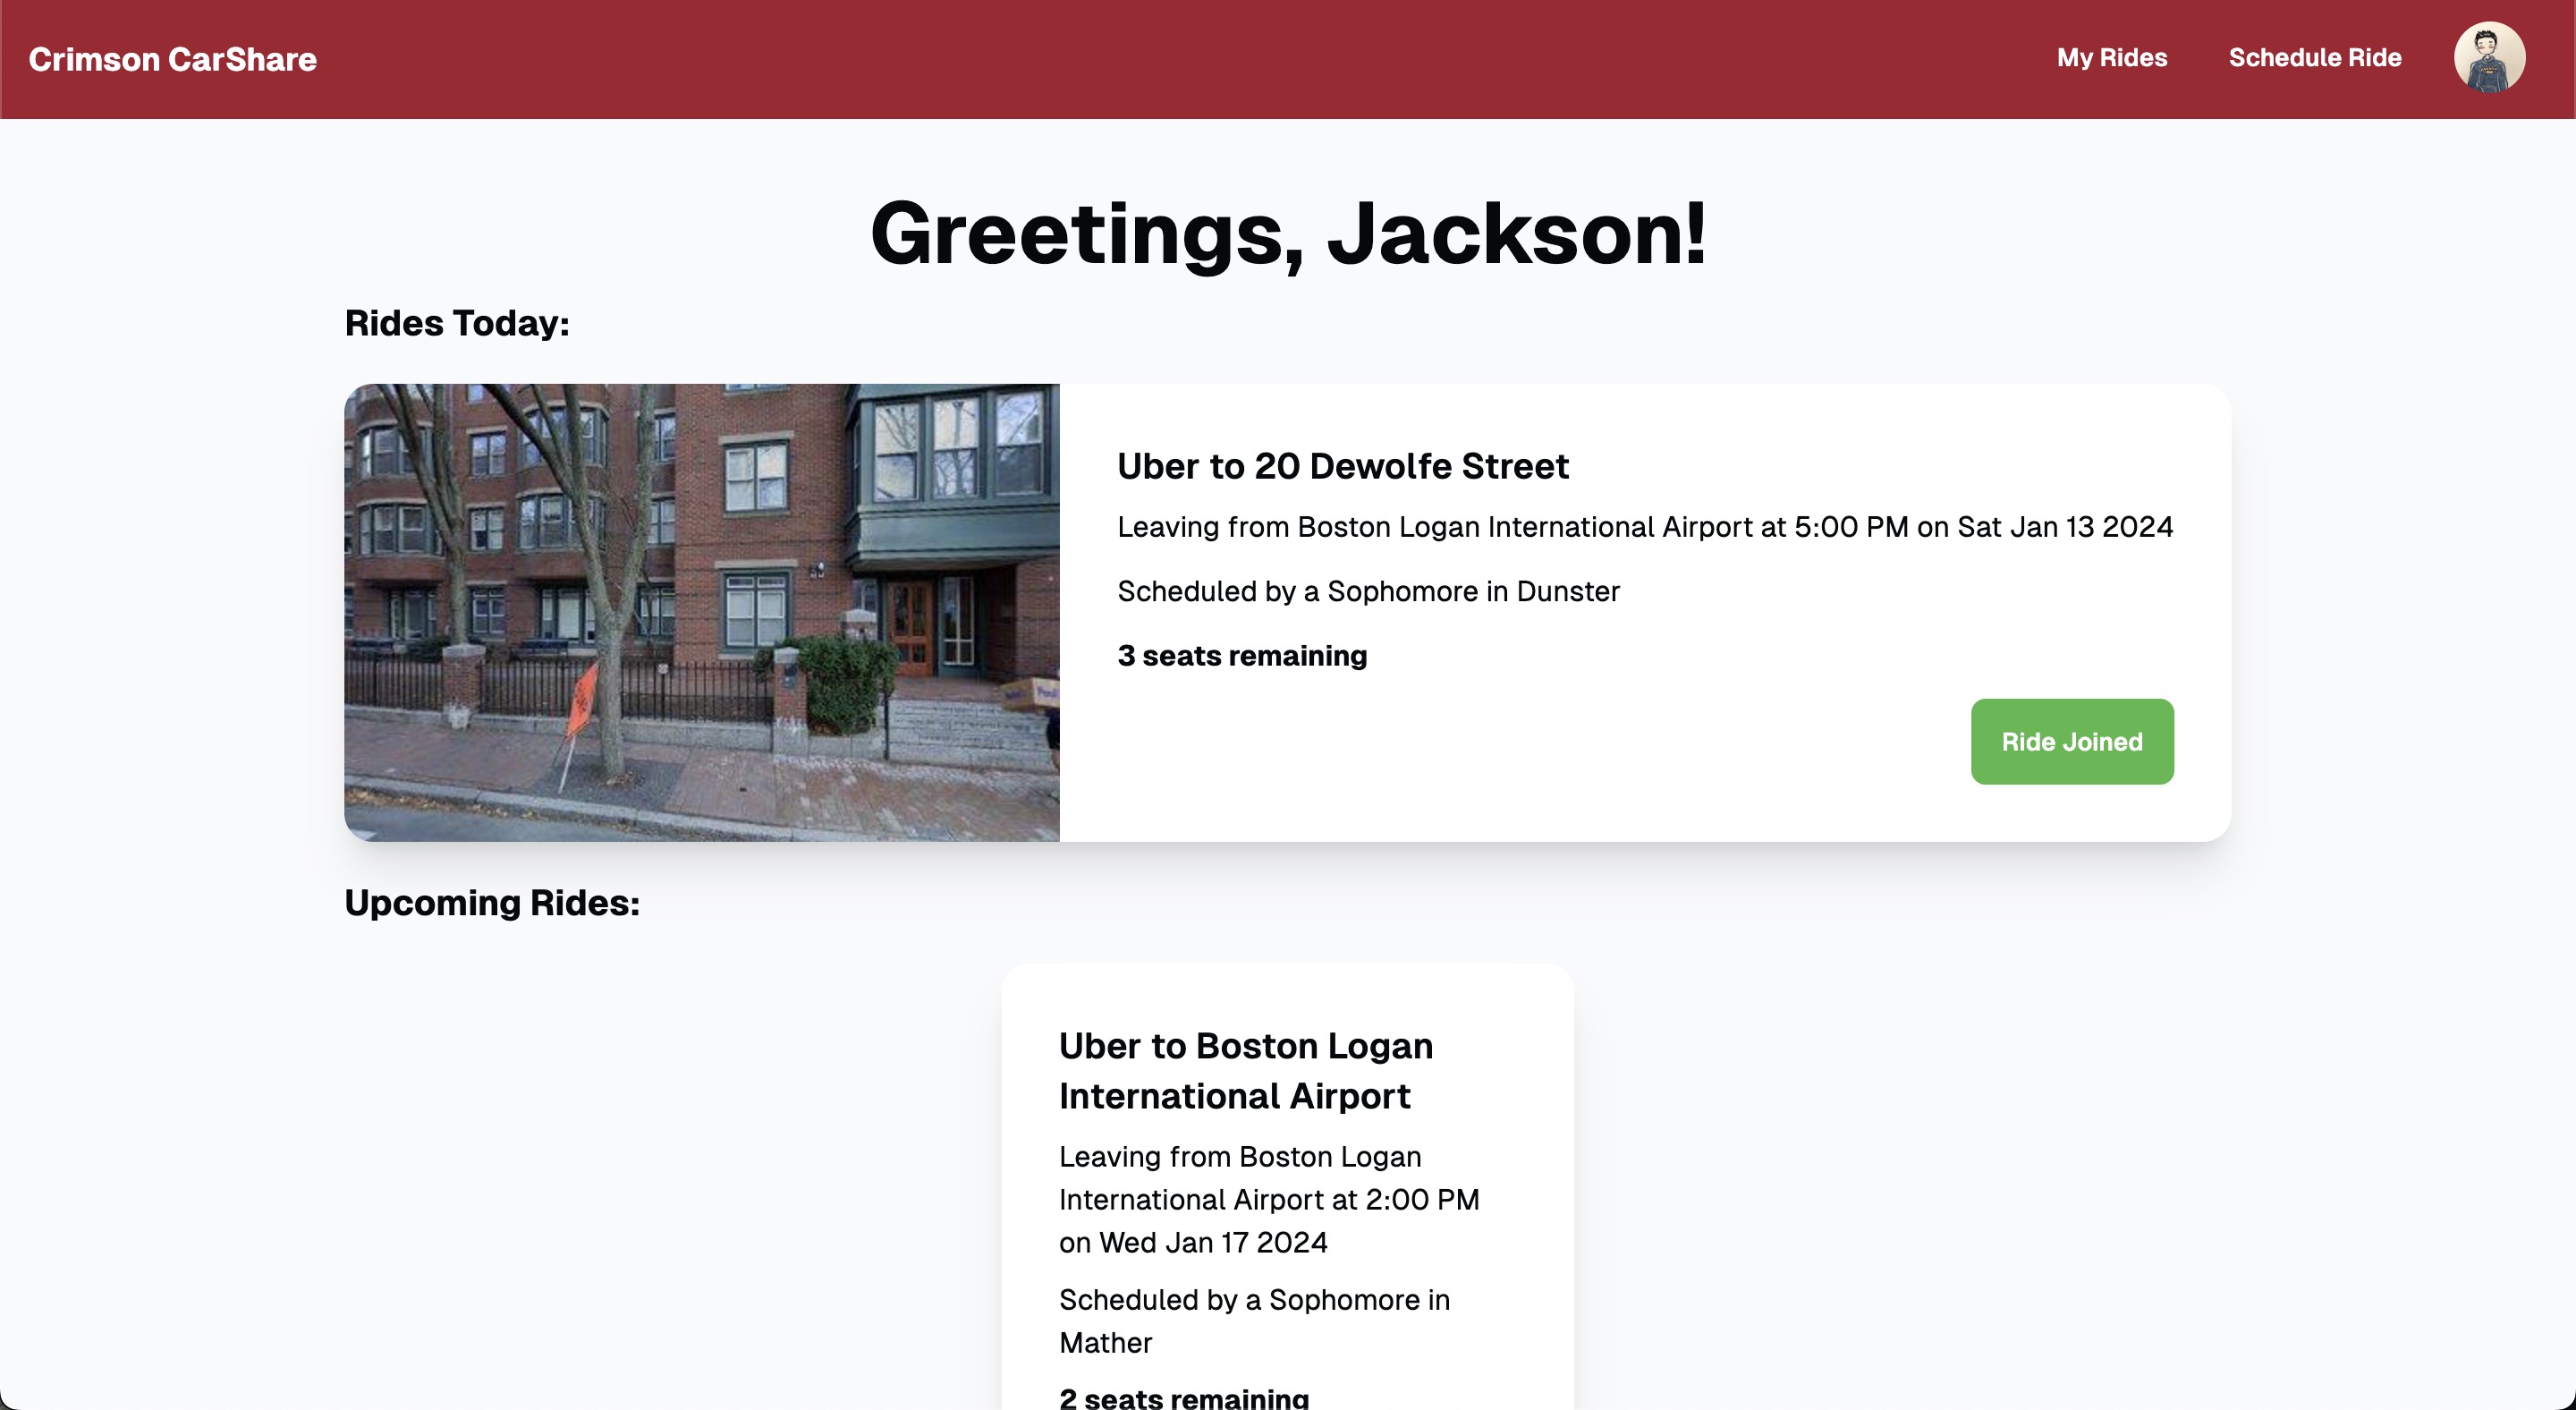 Crimson CarShare
My Rides
Schedule Ride
Greetings, Jackson!
Rides Today:
Uber to 20 Dewolfe Street
Leaving from Boston Logan International Airport at 5:00 PM on Sat Jan 13 2024
Scheduled by a Sophomore in Dunster
3 seats remaining
Ride Joined
Upcoming Rides:
Uber to Boston Logan
International Airport
Leaving from Boston Logan
International Airport at 2:00 PM
on Wed Jan 17 2024
Scheduled by a Sophomore in
Mather
2 seats remaining